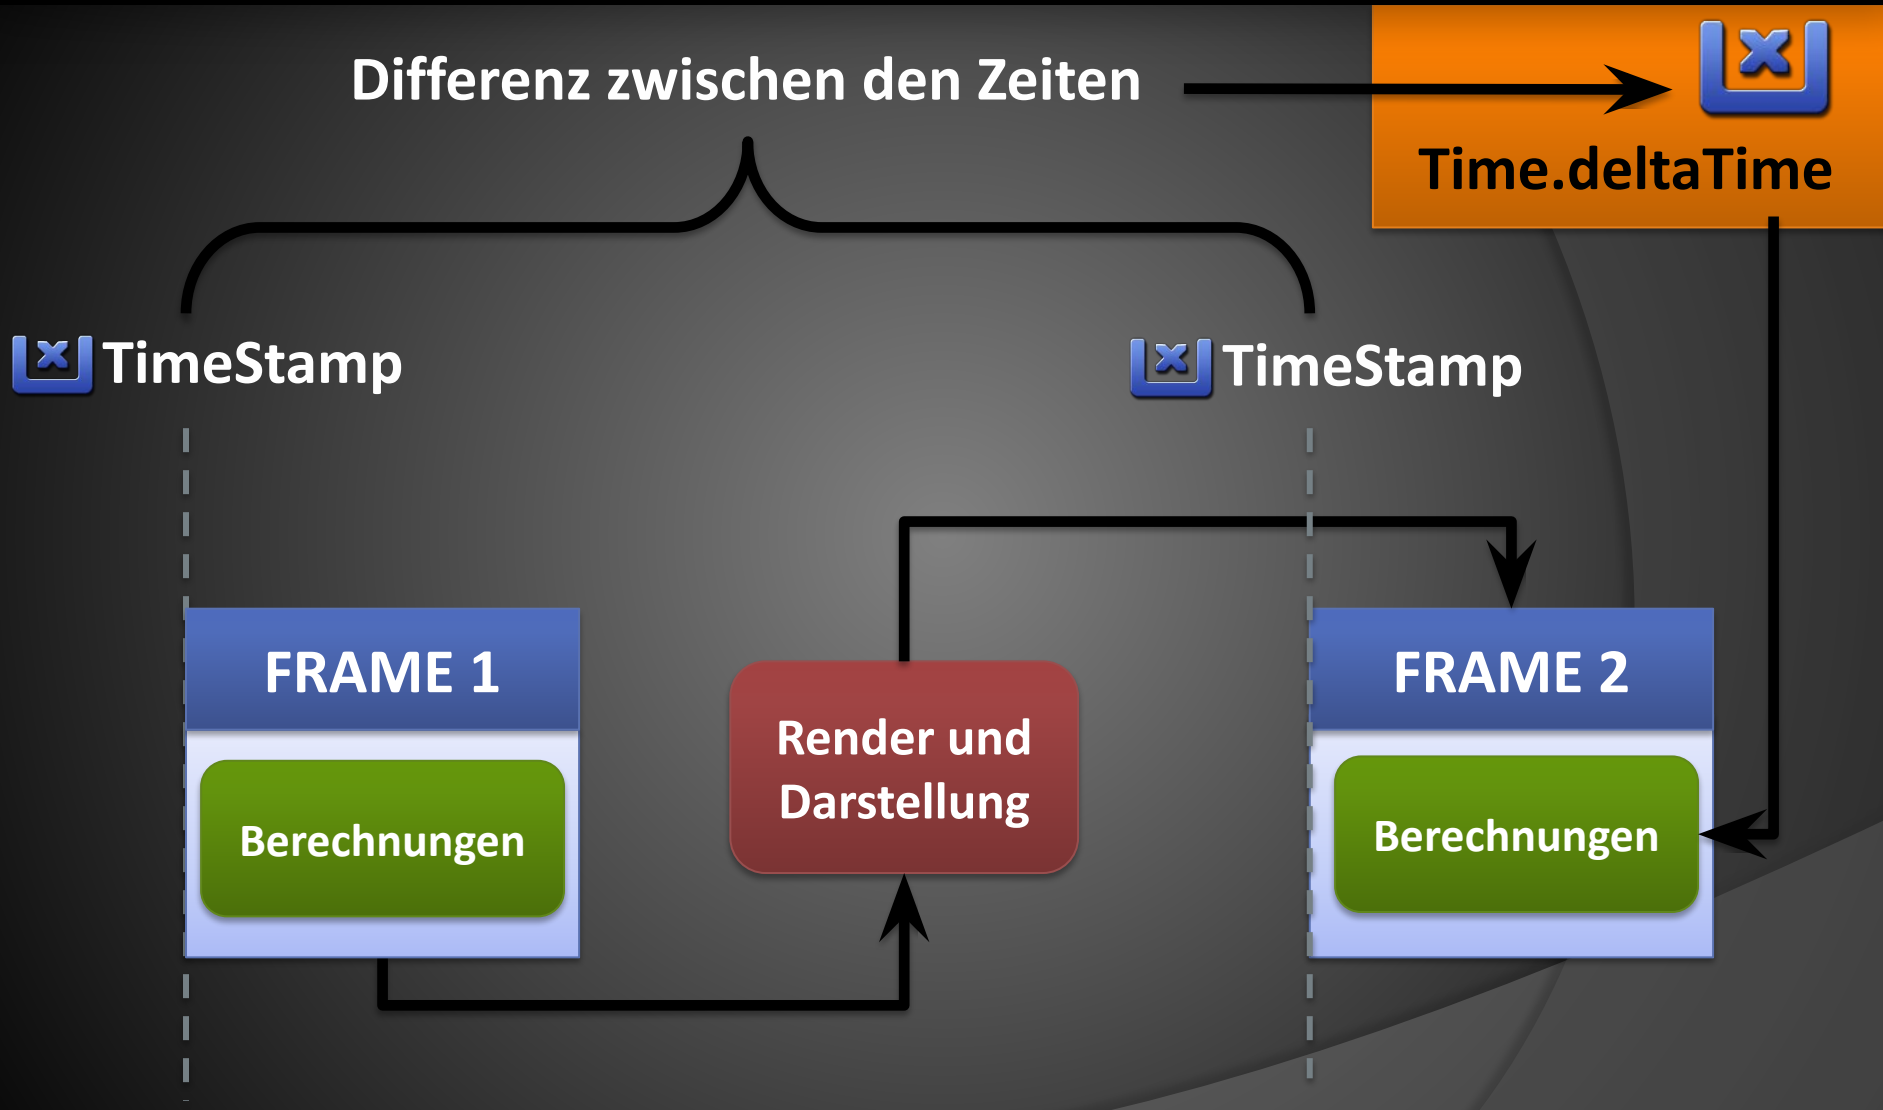 Differenz zwischen den Zeiten
Time.deltaTime
TimeStamp
TimeStamp
FRAME 1
Berechnungen
Render und
Darstellung
FRAME 2
Berechnungen